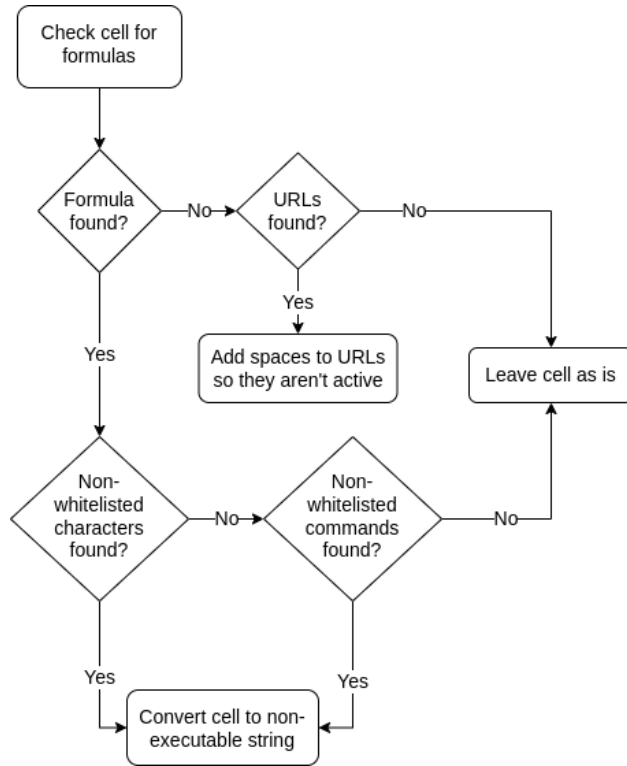 Check cell for
formulas
Formula
found?
No
URLs
found?
No
Yes
Add spaces to URLs
so they aren't active
Yes
Leave cell as is
Non-
whitelisted
characters
found?
No
Non-
whitelisted
commands
found?
No
Yes
Yes
Convert cell to non-
executable string